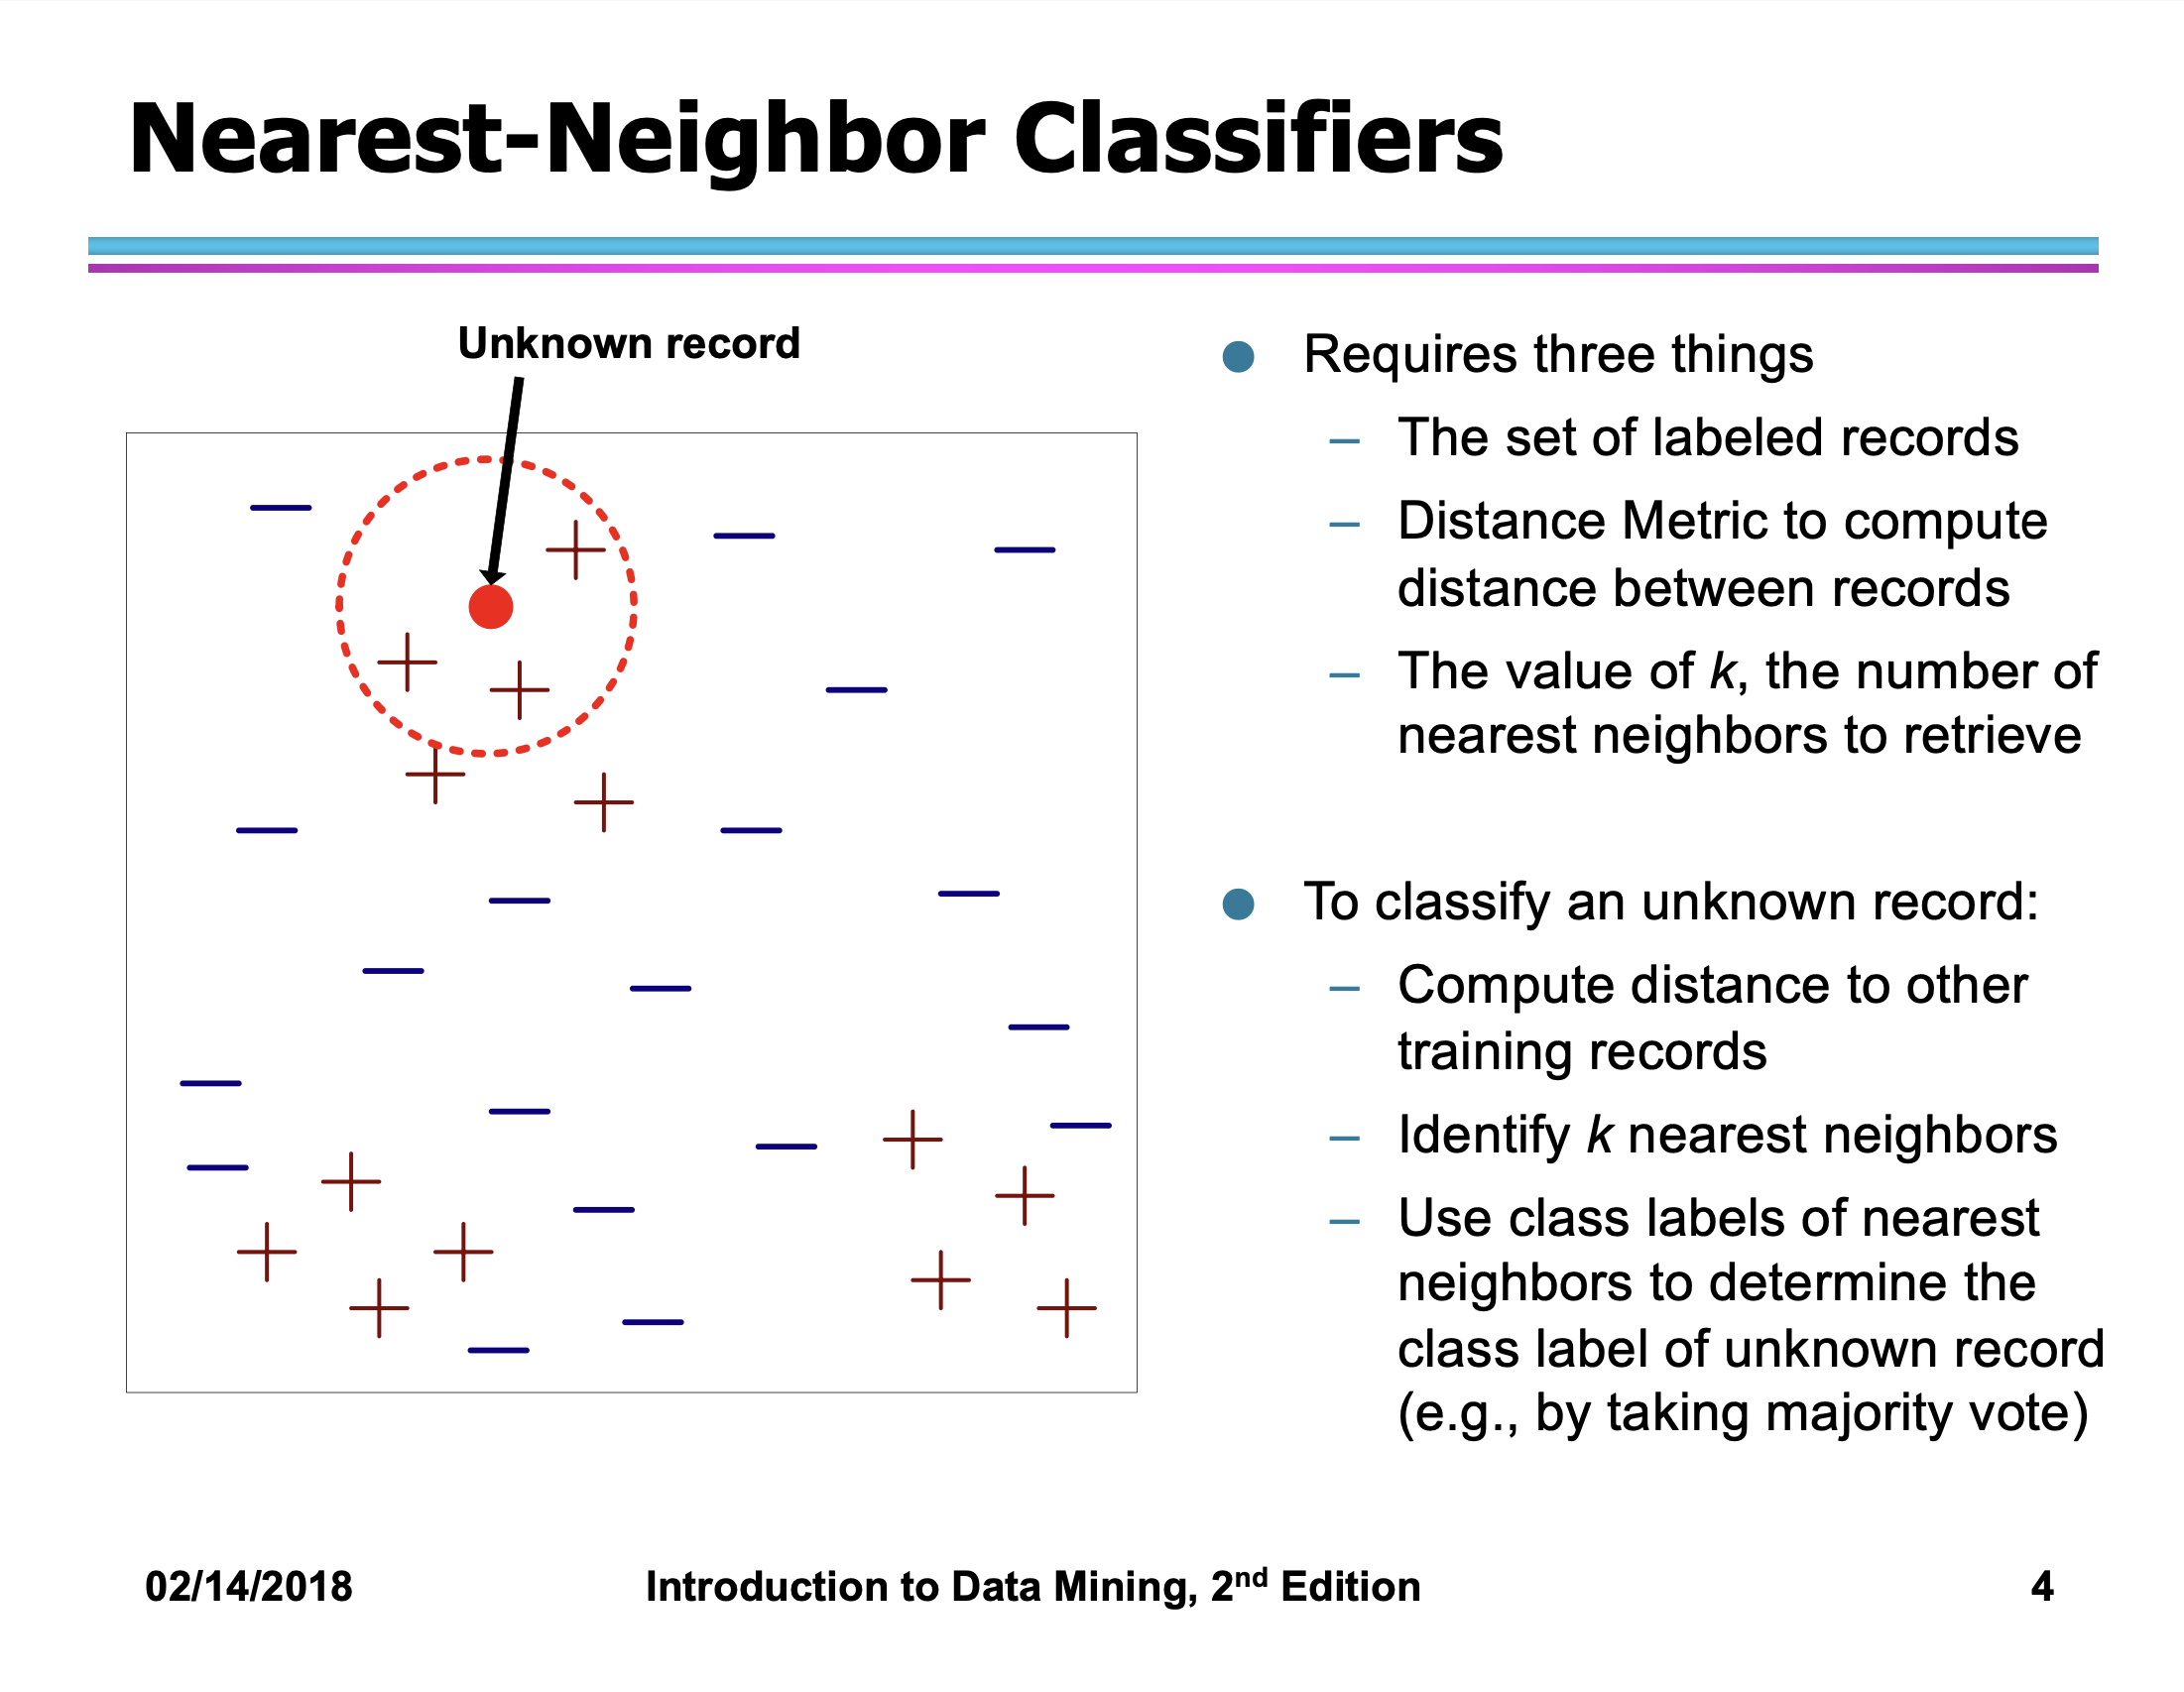 Nearest-Neighbor Classifiers
Unknown record
Requires three things
– The set of labeled records
– Distance Metric to compute
distance between records
– The value of k, the number of
nearest neighbors to retrieve
To classify an unknown record:
– Compute distance to other
training records
– Identify k nearest neighbors
– Use class labels of nearest
neighbors to determine the
class label of unknown record
(e.g., by taking majority vote)
02/14/2018
Introduction to Data Mining, 2nd Edition
4